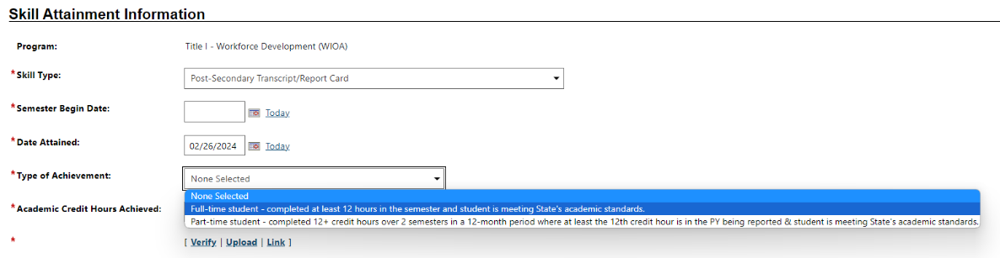 Skill Attainment Information
Program: Title I - Workforce Development (WIOA)
*Skill Type: Post-Secondary Transcript/Report Card
*Semester Begin Date: Today
*Date Attained: 02/26/2024 Today
*Type of Achievement: None Selected
None Selected
*Academic Credit Hours Achieved: Full-time student - completed at least 12 hours in the semester and student is meeting State's academic standards.
Part-time student - completed 12+ credit hours over 2 semesters in a 12-month period where at least the 12th credit hour is in the PY being reported & student is meeting State's academic standards.
* [ Verify | Upload | Link ]